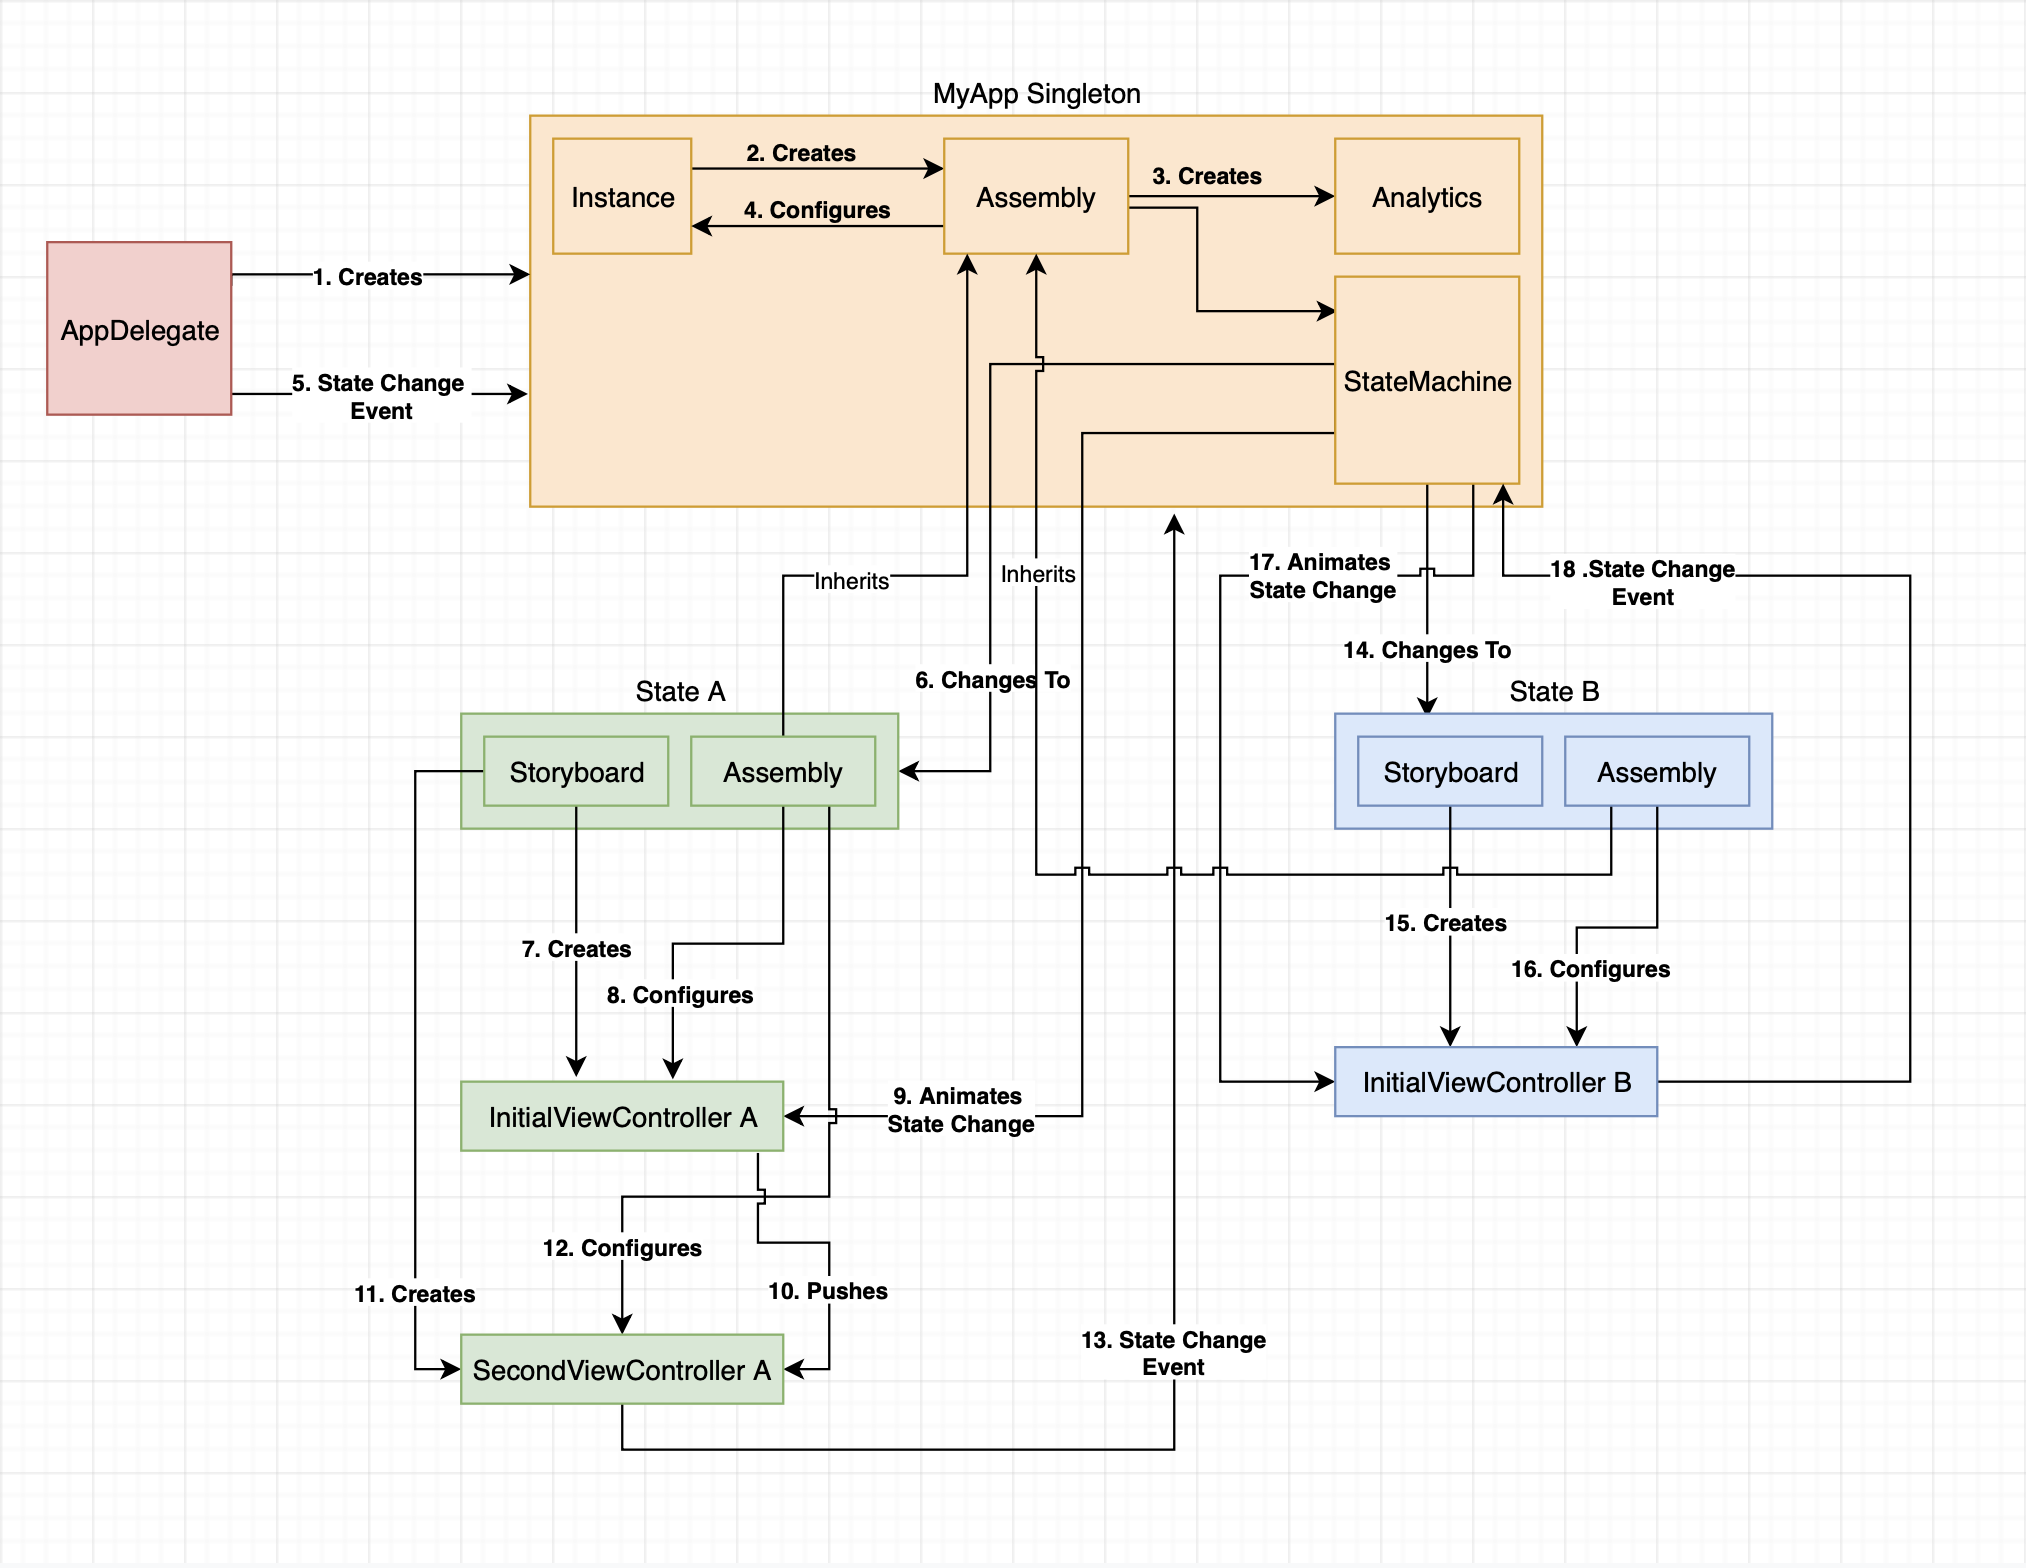 MyApp Singleton
2. Creates
3. Creates
Instance
Assembly
Analytics
4. Configures
1. Creates
AppDelegate
5. State Change
Event
StateMachine
Inherits
Inherits
17. Animates
State Change
18 .State Change
Event
14. Changes To
6. Changes To
State A
State B
Storyboard
Assembly
Storyboard
Assembly
7. Creates
15. Creates
8. Configures
16. Configures
InitialViewController A
9. Animates
State Change
InitialViewController B
12. Configures
11. Creates
10. Pushes
13. State Change
Event
SecondViewController A